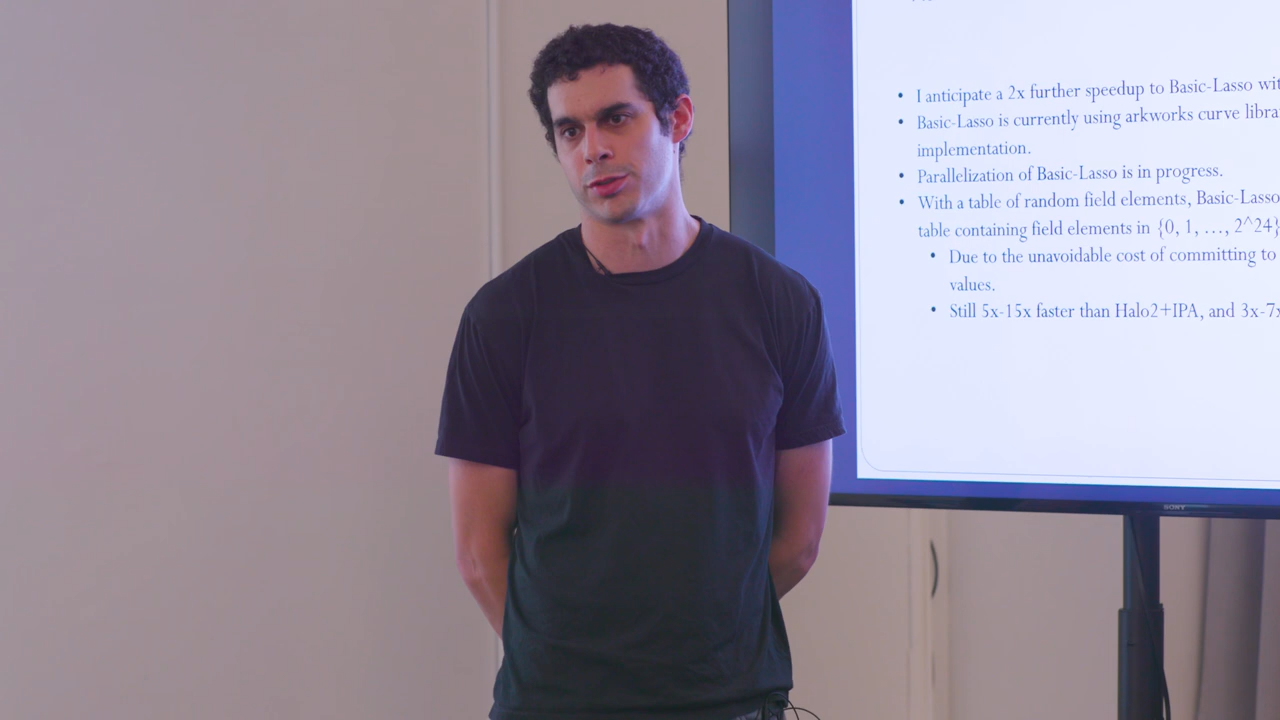 • I anticipate a 2x further speedup to Basic-Lasso
• Basic-Lasso is currently using arkworks curve
implementation.
• Parallelization of Basic-Lasso is in progress.
• With a table of random field elements, Basic-Lasso
table containing field elements in {0, 1, …, 2^24}
• Due to the unavoidable cost of committing to
values.
• Still 5x-15x faster than Halo2+IPA, and 3x-7x
SONY